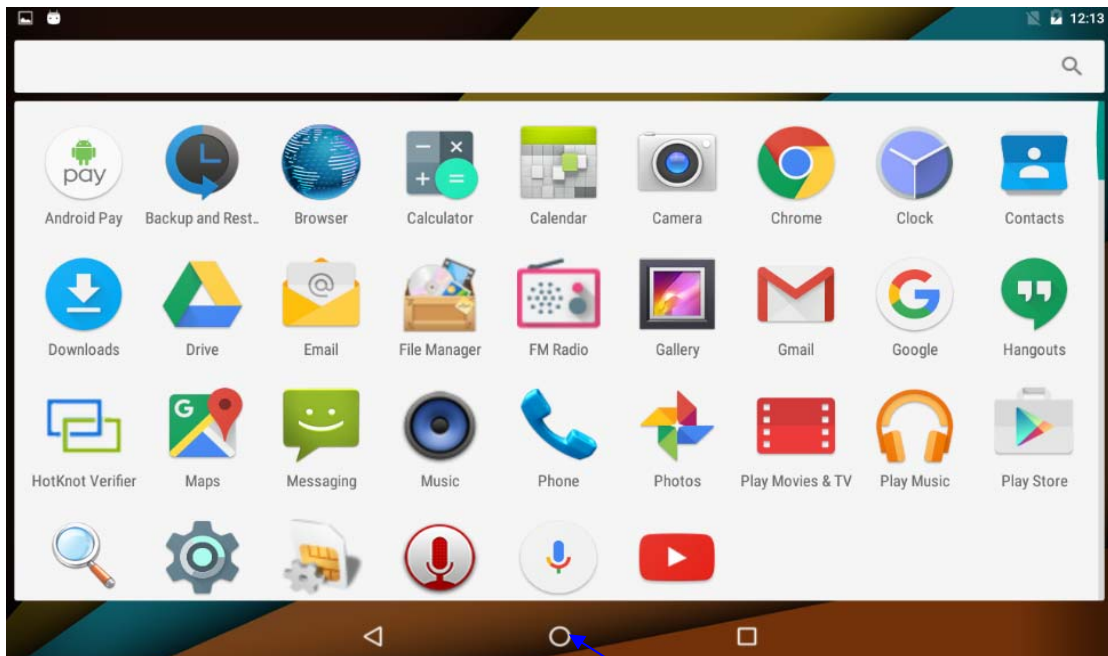 12:13
pay
Android Pay Backup and Rest.. Browser Calculator Calendar Camera Chrome Clock Contacts
@
Downloads Drive Email File Manager FM Radio Gallery Gmail Google Hangouts
G
HotKnot Verifier Maps Messaging Music Phone Photos Play Movies & TV Play Music Play Store